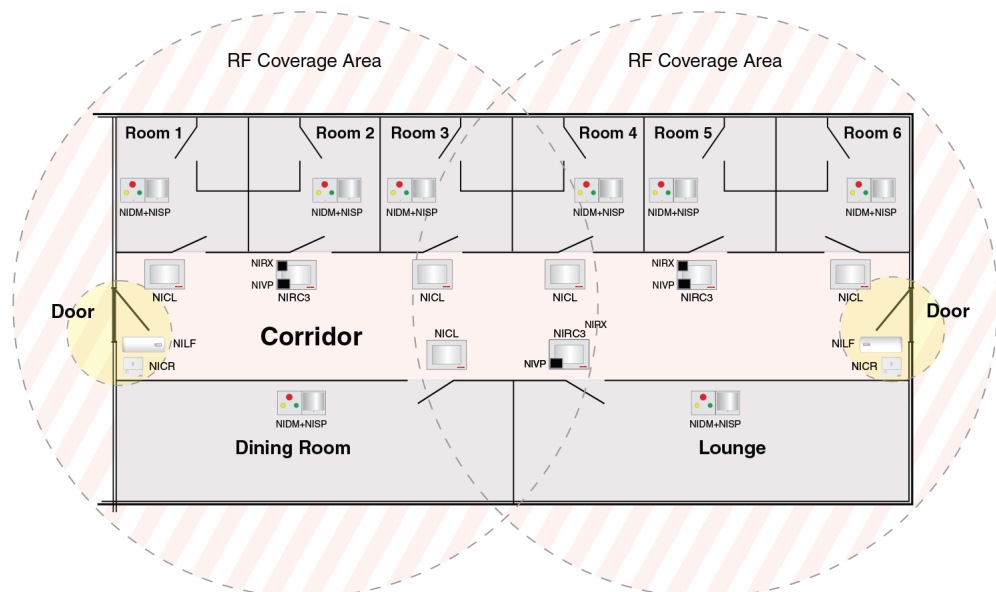 RF Coverage Area
RF Coverage Area
Room 1
Room 2
Room 3
Room 4
Room 5
Room 6
NIDM+NISP
NIDM+NISP
NIDM+NISP
NIDM+NISP
NIDM+NISP
NIDM+NISP
NICL
NIRX
NIVP
NIRC3
NICL
NICL
NIRX
NIVP
NIRC3
NICL
Door
Door
Corridor
NILF
NICR
NICL
NIRC3
NIRX
NIVP
NILF
NICR
NIDM+NISP
Dining Room
NIDM+NISP
Lounge